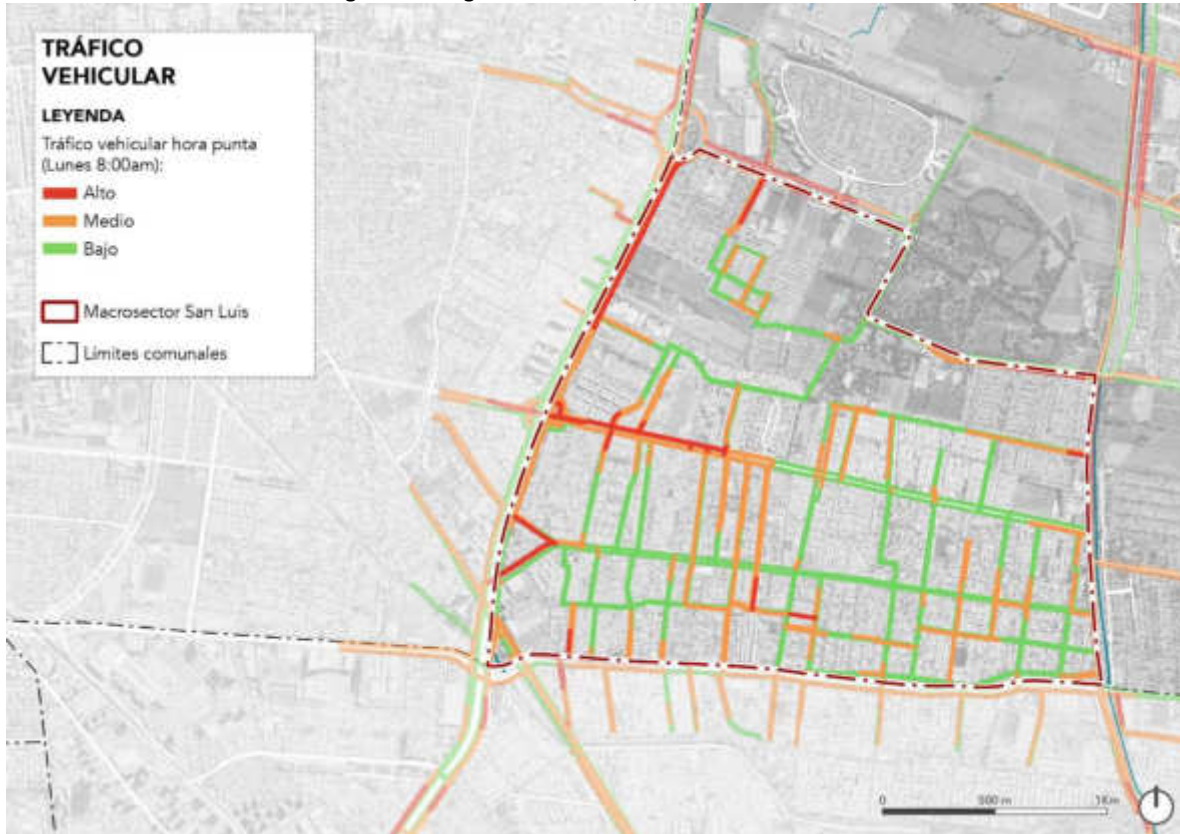 TRÁFICO
VEHICULAR
LEYENDA
Tráfico vehicular hora punta
(Lunes 8:00am):
Alto
Medio
Bajo
Macrosector San Luis
Límites comunales
0 500 m 1Km